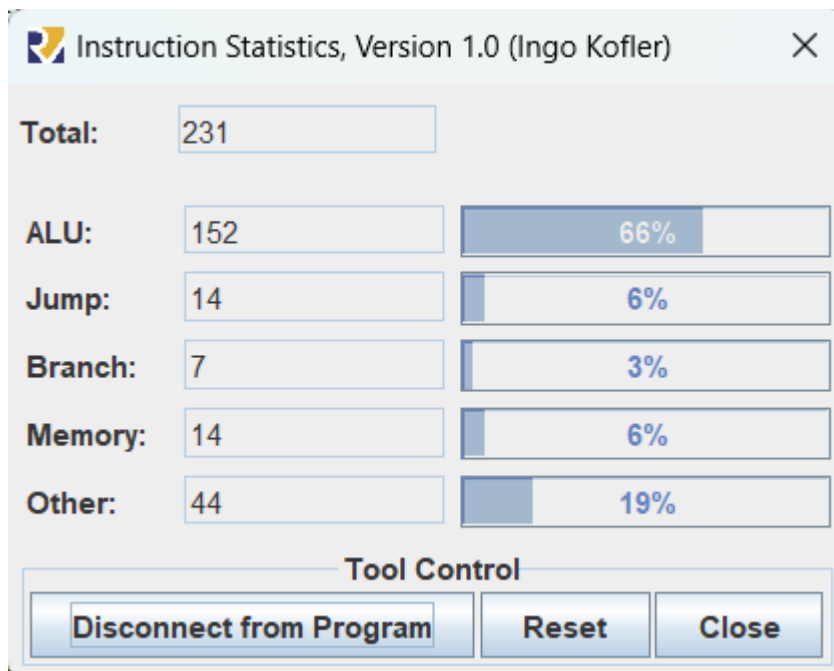 Instruction Statistics, Version 1.0 (Ingo Kofler)
Total: 231
ALU: 152 66%
Jump: 14 6%
Branch: 7 3%
Memory: 14 6%
Other: 44 19%
Tool Control
Disconnect from Program Reset Close